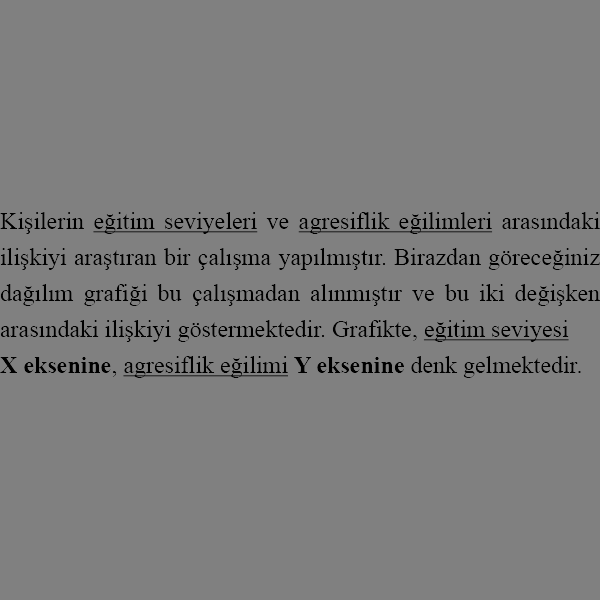 Kişilerin eğitim seviyeleri ve agresiflik eğilimleri arasındaki
ilişkiyi araştıran bir çalışma yapılmıştır. Birazdan göreceğiniz
dağılım grafiği bu çalışmadan alınmıştır ve bu iki değişken
arasındaki ilişkiyi göstermektedir. Grafikte, eğitim seviyesi
X eksenine, agresiflik eğilimi Y eksenine denk gelmektedir.